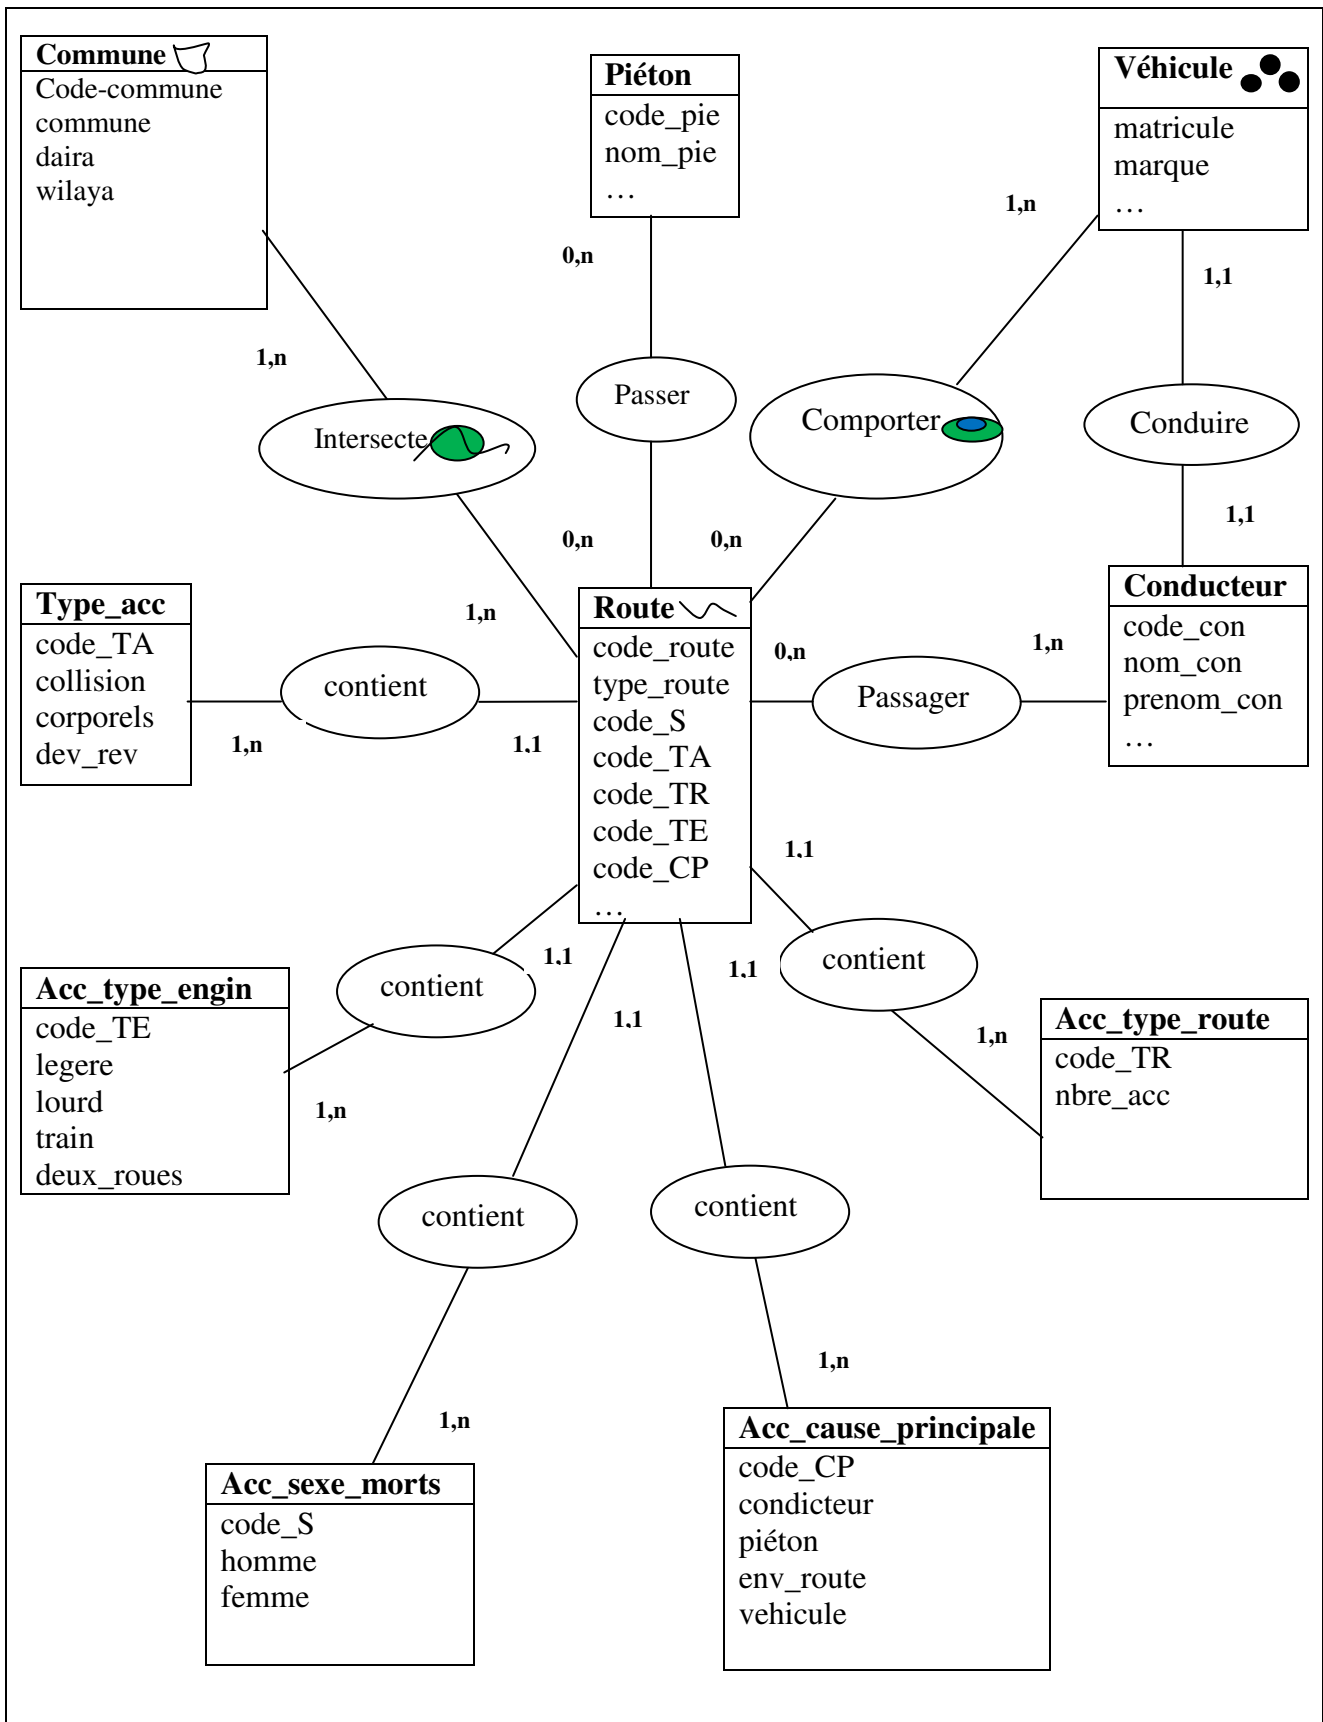 Commune
Code-commune
commune
daira
wilaya
Piéton
code_pie
nom_pie
…
Véhicule
matricule
marque
…
0,n
1,n
1,1
1,n
Passer
Comporter
Conduire
Intersecte
0,n
0,n
1,1
Type_acc
code_TA
collision
corporels
dev_rev
1,n
contient
1,n
1,1
Route
code_route
type_route
code_S
code_TA
code_TR
code_TE
code_CP
…
0,n
1,n
Passager
Conducteur
code_con
nom_con
prenom_con
…
1,1
1,1
1,1
1,1
contient
contient
Acc_type_engin
code_TE
legere
lourd
train
deux_roues
1,n
1,n
Acc_type_route
code_TR
nbre_acc
contient
contient
1,n
1,n
Acc_sexe_morts
code_S
homme
femme
Acc_cause_principale
code_CP
condicteur
piéton
env_route
vehicule